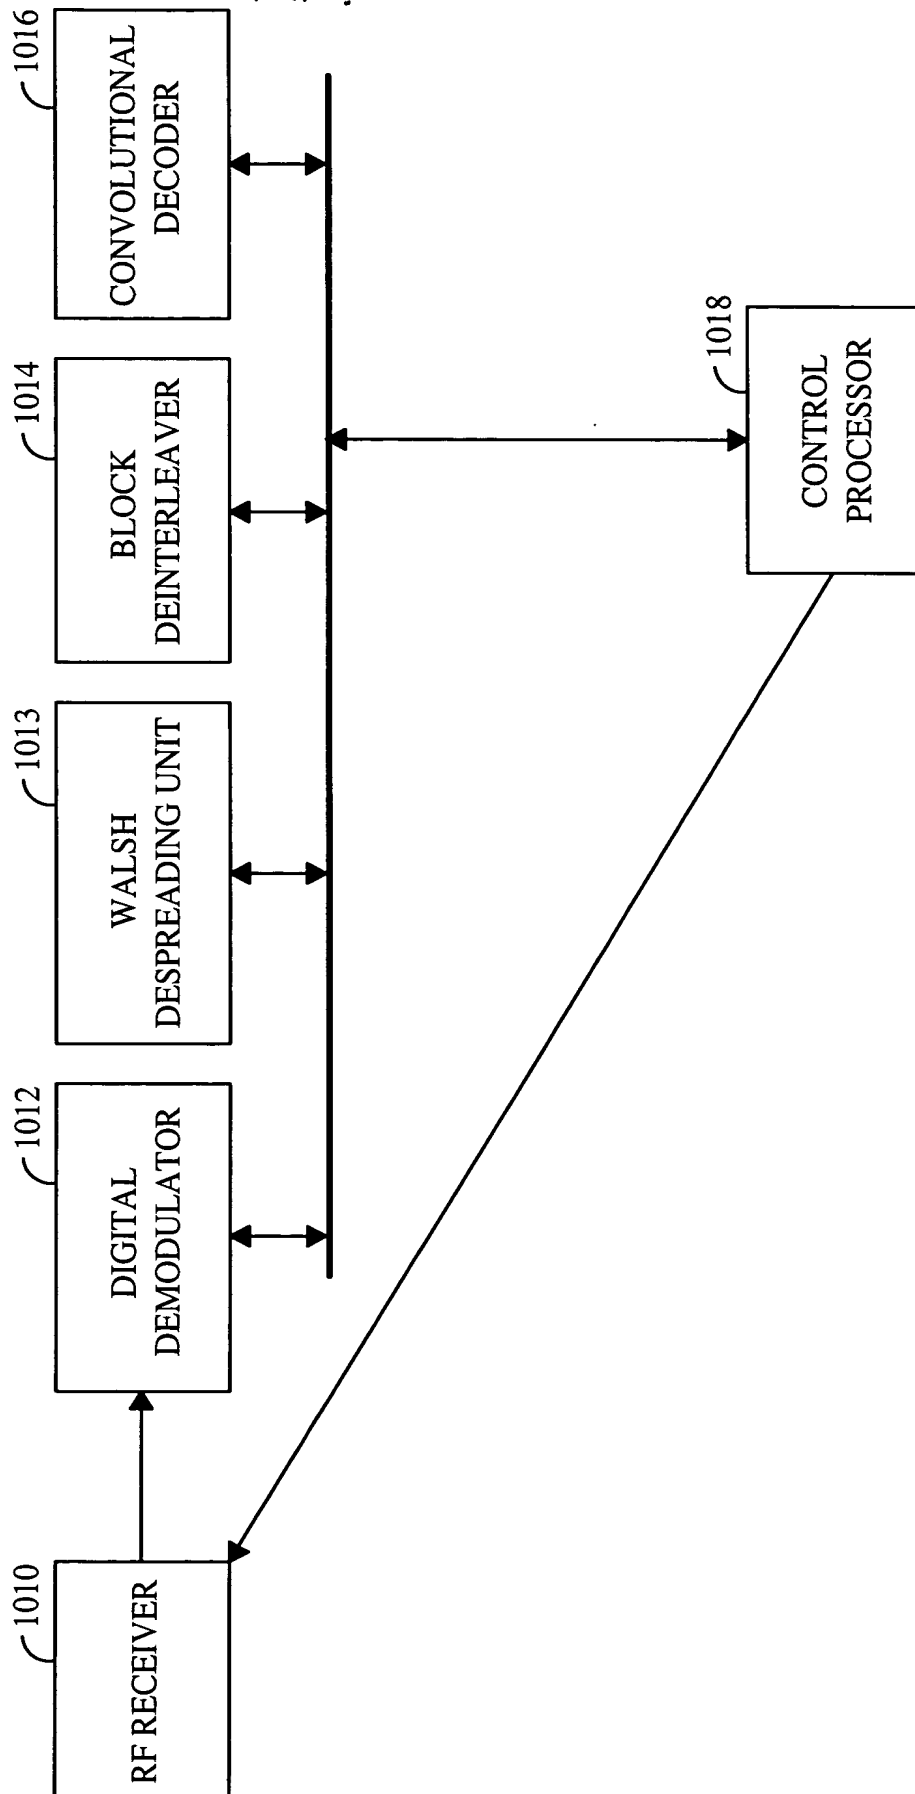 1010
RF RECEIVER
1012
DIGITAL
DEMODULATOR
1013
WALSH
DESPREADING UNIT
1014
BLOCK
DEINTERLEAVER
1016
CONVOLUTIONAL
DECODER
1018
CONTROL
PROCESSOR